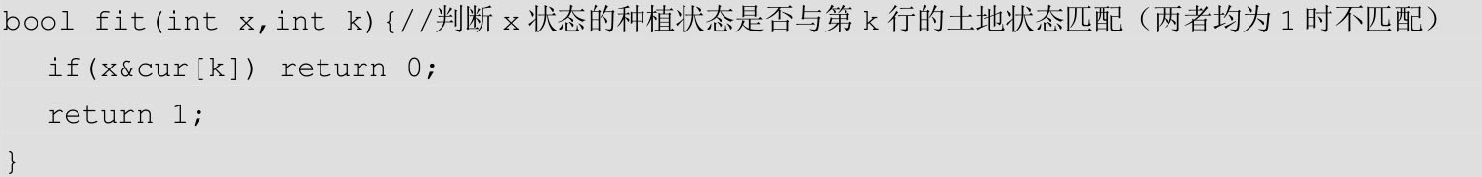 bool fit(int x,int k){//判断x状态的种植状态是否与第k行的土地状态匹配（两者均为1时不匹配）
  if(x&cur[k]) return 0;
  return 1;
}